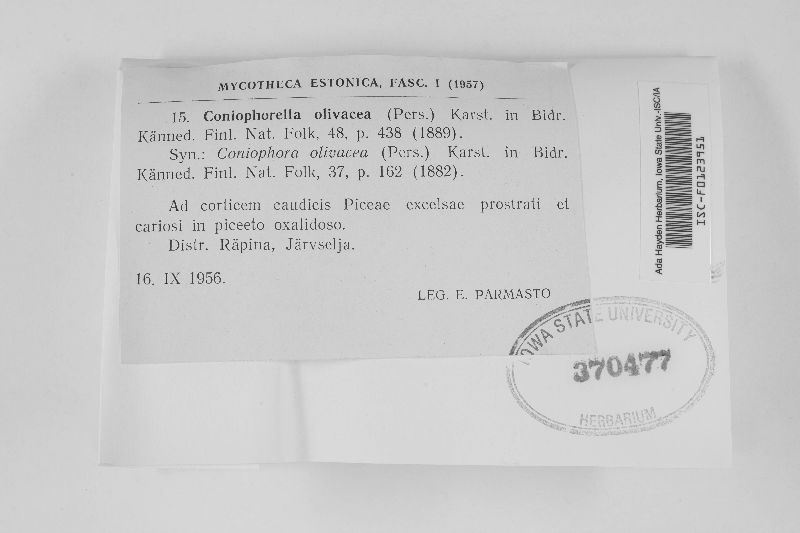 MYCOTHECA ESTONICA, FASC. I (1957)
15. Coniophorella olivacea (Pers.) Karst. in Bidr.
Känned. Finl. Nat. Folk, 48, p. 438 (1889).
Syn.: Coniophora olivacea (Pers.) Karst. in Bidr.
Känned. Finl. Nat. Folk, 37, p. 162 (1882).
Ad corticem caudicis Piceae excelsae prostrati et
cariosi in piceeto oxalidoso.
Distr. Räpina, Järvselja.
16. IX 1956.
LEG. E. PARMASTO
Ada Hayden Herbarium, Iowa State Univ.-ISC/IA
ISC-F0123951
IOWA STATE UNIVERSITY
370477
HERBARIUM